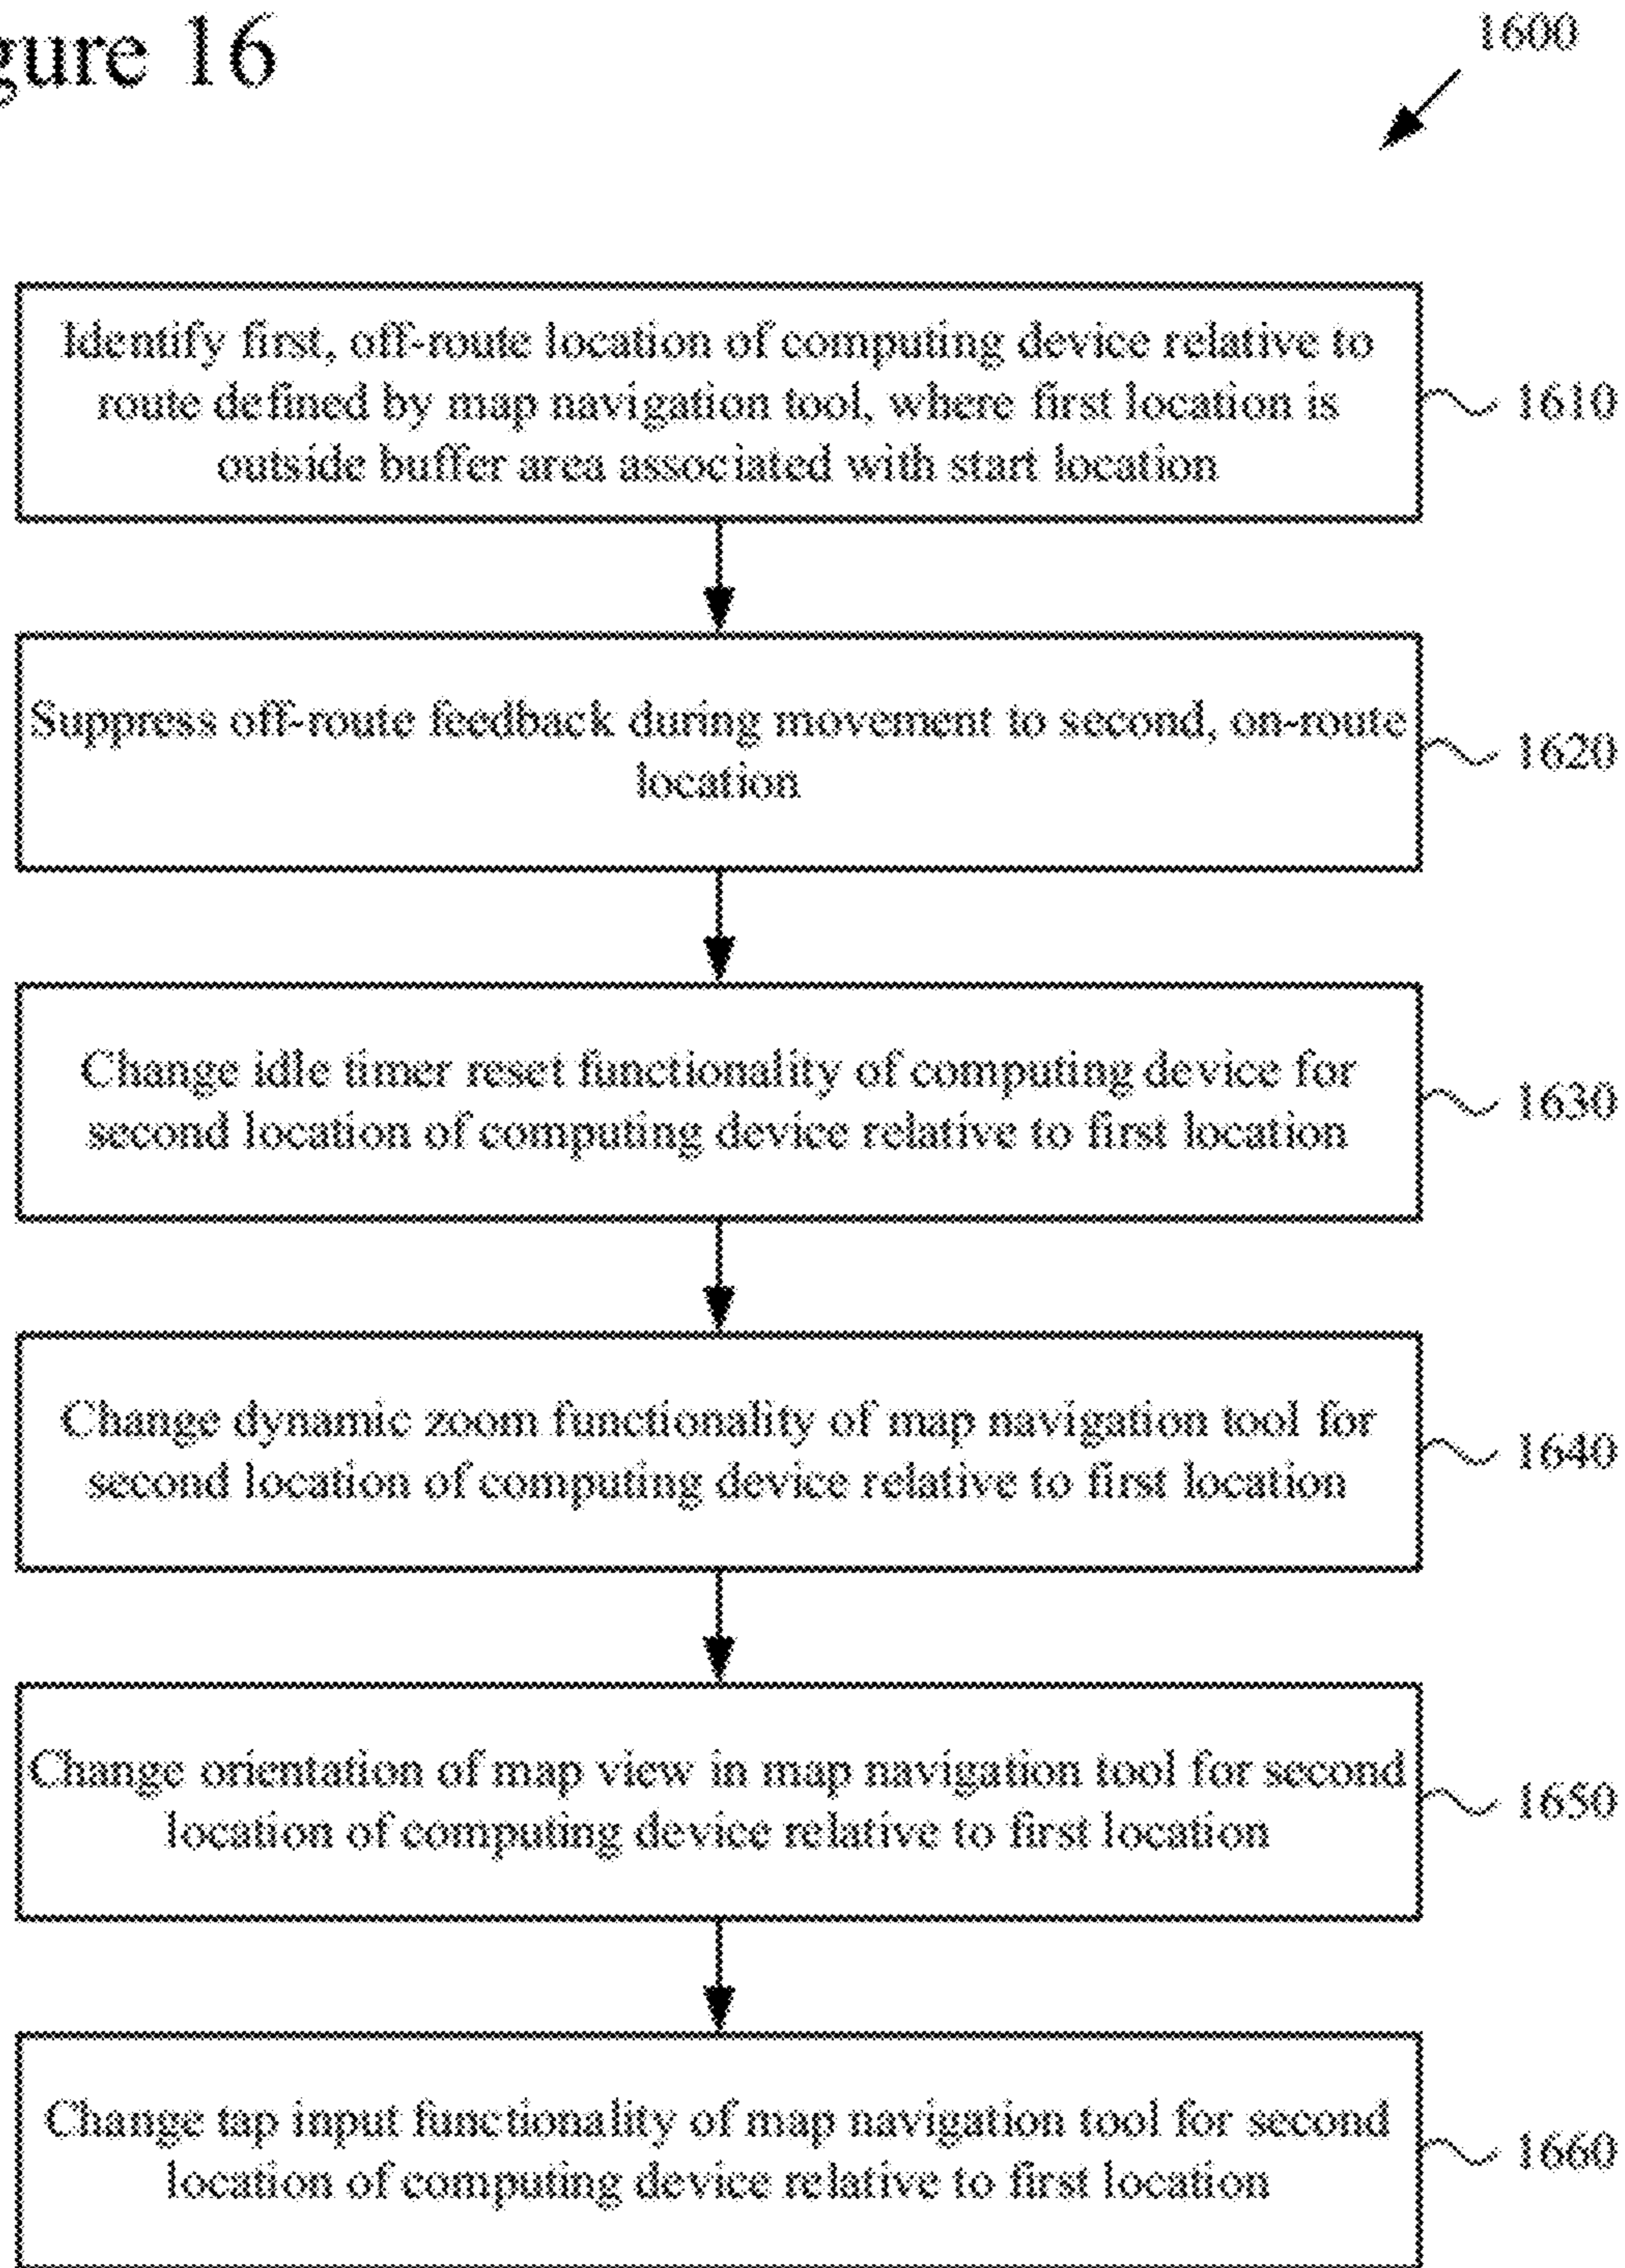 gure 16
1600
Identify first, off-route location of computing device relative to
route defined by map navigation tool, where first location is
outside buffer area associated with start location
1610
Suppress off-route feedback during movement to second, on-route
location
1620
Change idle timer reset functionality of computing device for
second location of computing device relative to first location
1630
Change dynamic zoom functionality of map navigation tool for
second location of computing device relative to first location
1640
Change orientation of map view in map navigation tool for second
location of computing device relative to first location
1650
Change tap input functionality of map navigation tool for second
location of computing device relative to first location
1660